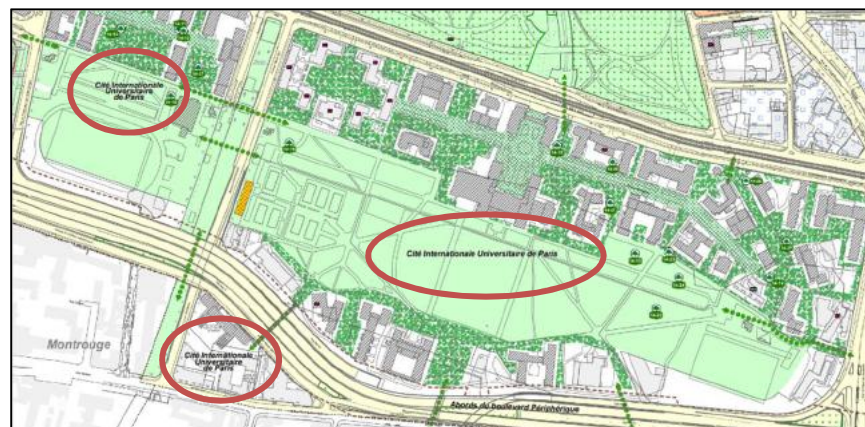 Cité Internationale
Universitaire
de Paris
Cité Internationale Universitaire de Paris
Montrouge
Cité Internationale
Universitaire
de Paris
Abords du boulevard Périphérique